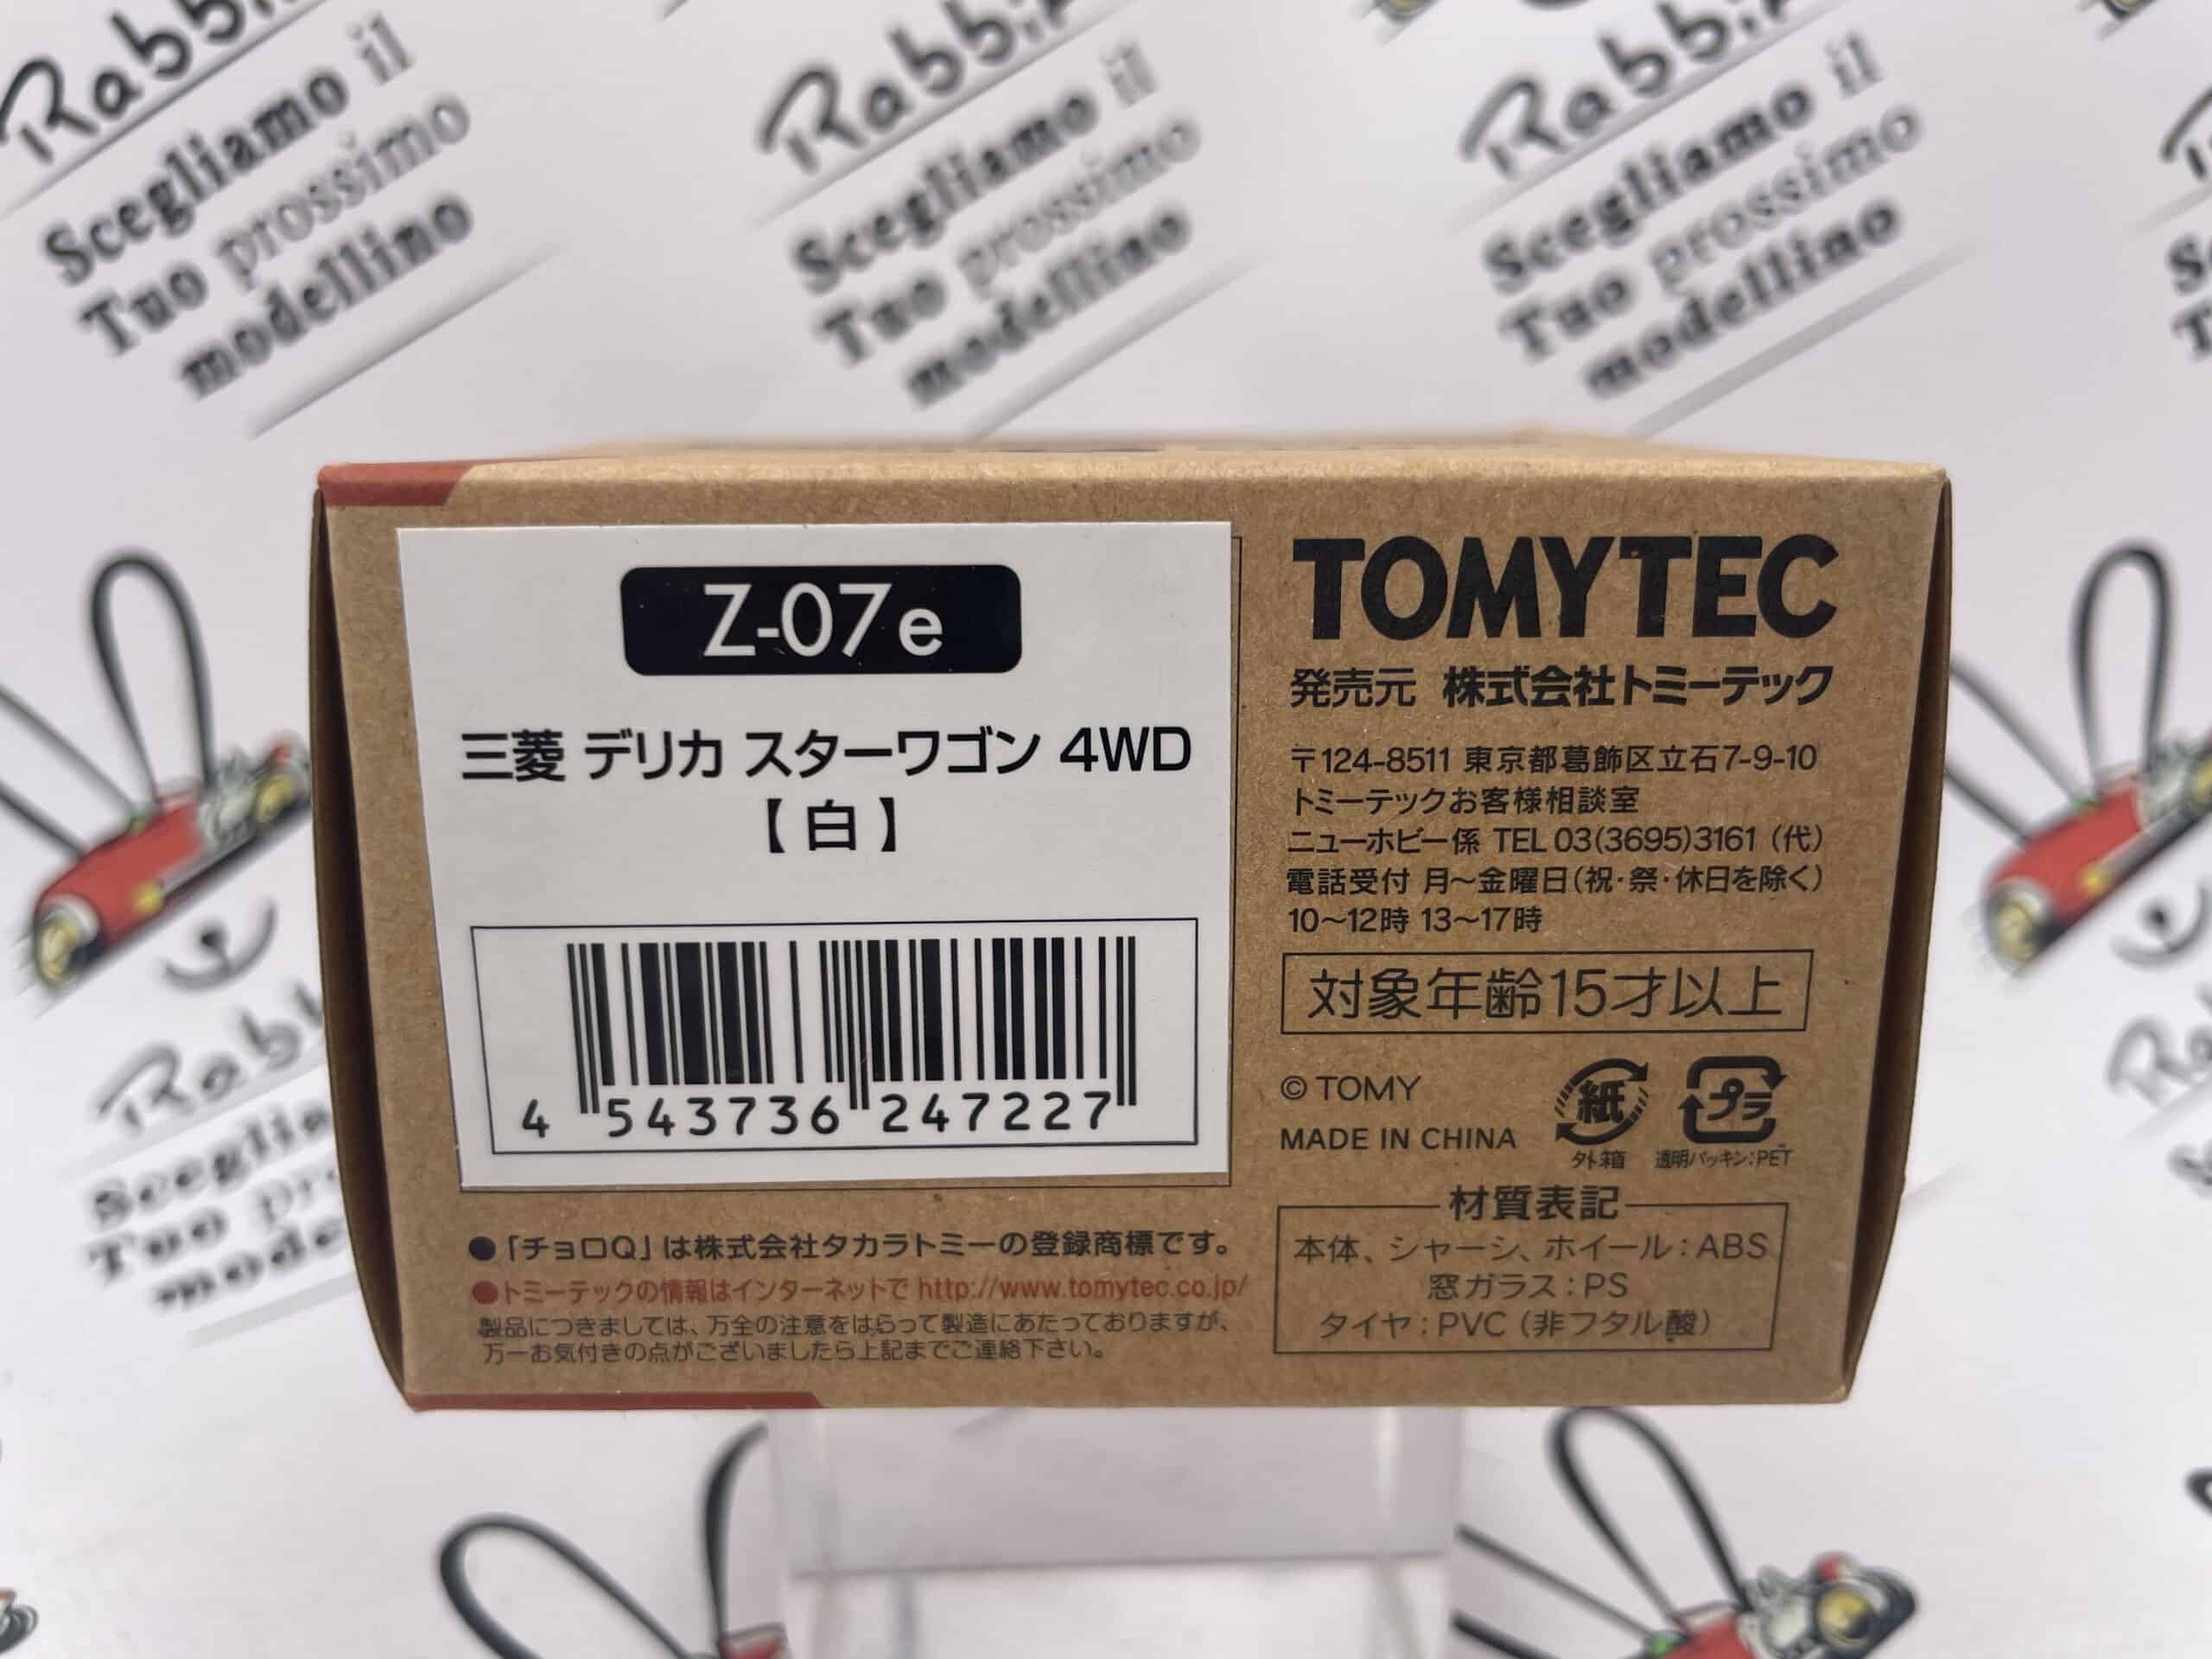 Scegliamo il
Tuo prossimo
modellino
Scegliamo il
Tuo prossimo
modellino
Scegliamo il
Tuo prossimo
modellino
Z-07e
三菱 デリカ スターワゴン 4WD
【白】
4 543736 247227
TOMYTEC
発売元 株式会社トミーテック
〒124-8511 東京都葛飾区立石7-9-10
トミーテックお客様相談室
ニューホビー係 TEL 03(3695)3161 (代)
電話受付 月〜金曜日(祝・祭・休日を除く)
10〜12時 13〜17時
対象年齢15才以上
© TOMY
MADE IN CHINA
紙
外箱
プラ
透明パッキン:PET
材質表記
本体、シャーシ、ホイール:ABS
窓ガラス:PS
タイヤ:PVC (非フタル酸)
●「チョロQ」は株式会社タカラトミーの登録商標です。
●トミーテックの情報はインターネットで http://www.tomytec.co.jp/
製品につきましては、万全の注意をはらって製造にあたっておりますが、
万一お気付きの点がございましたら上記までご連絡下さい。